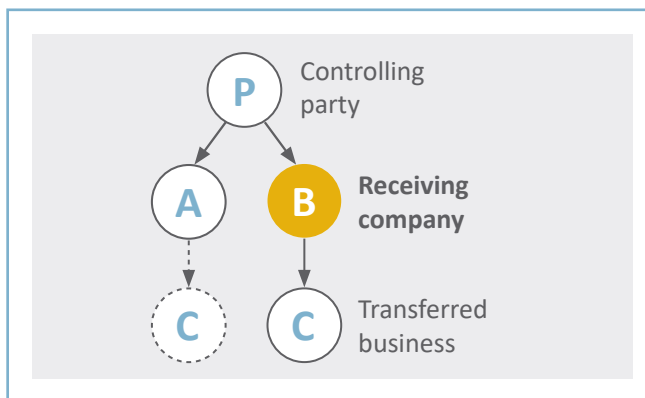 P
Controlling
party
A
B
Receiving
company
C
C
Transferred
business